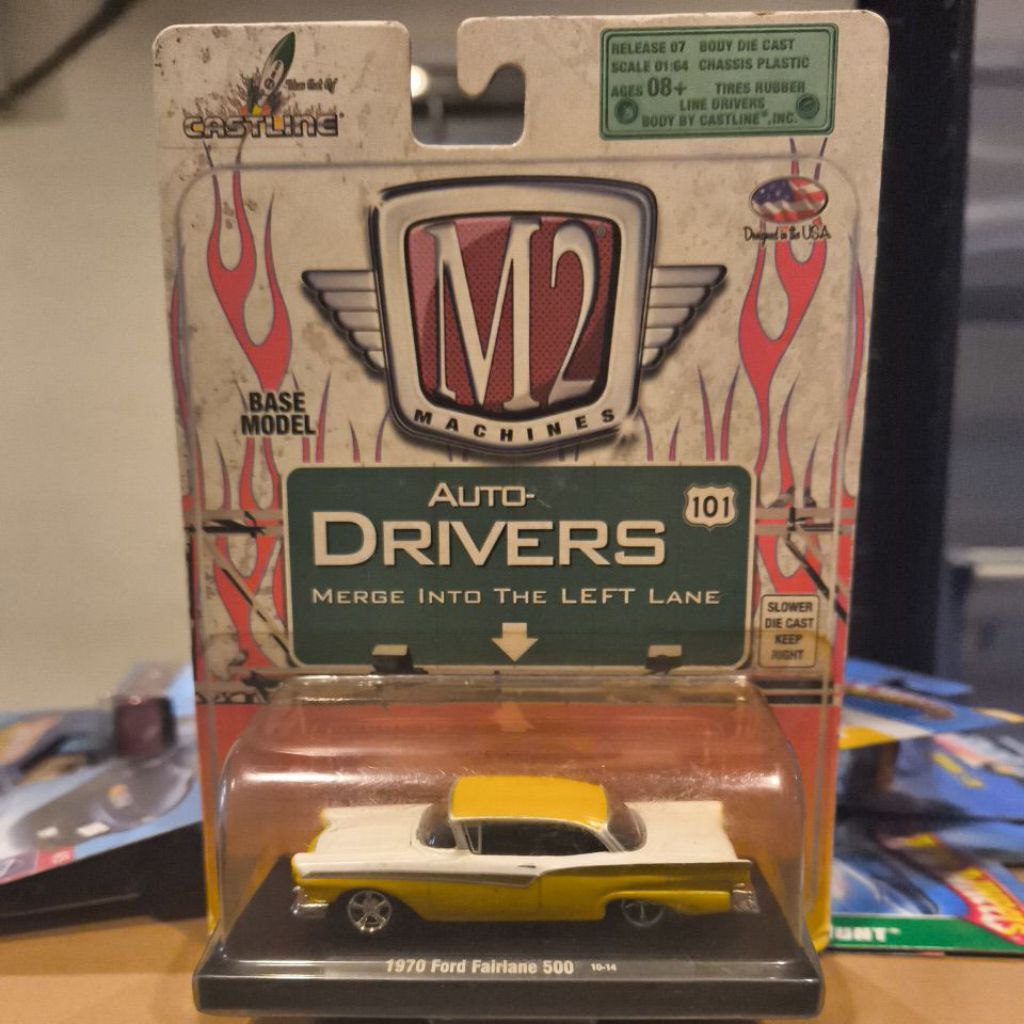 The Art Of
CASTLINE®
RELEASE 07 BODY DIE CAST
SCALE 01:64 CHASSIS PLASTIC
AGES 08+ TIRES RUBBER
LINE DRIVERS
BODY BY CASTLINE®, INC.
Designed in the U.S.A.
M2®
MACHINES
BASE
MODEL
AUTO-
DRIVERS
101
MERGE INTO THE LEFT LANE
SLOWER
DIE CAST
KEEP
RIGHT
1970 Ford Fairlane 500 10-14
UNT